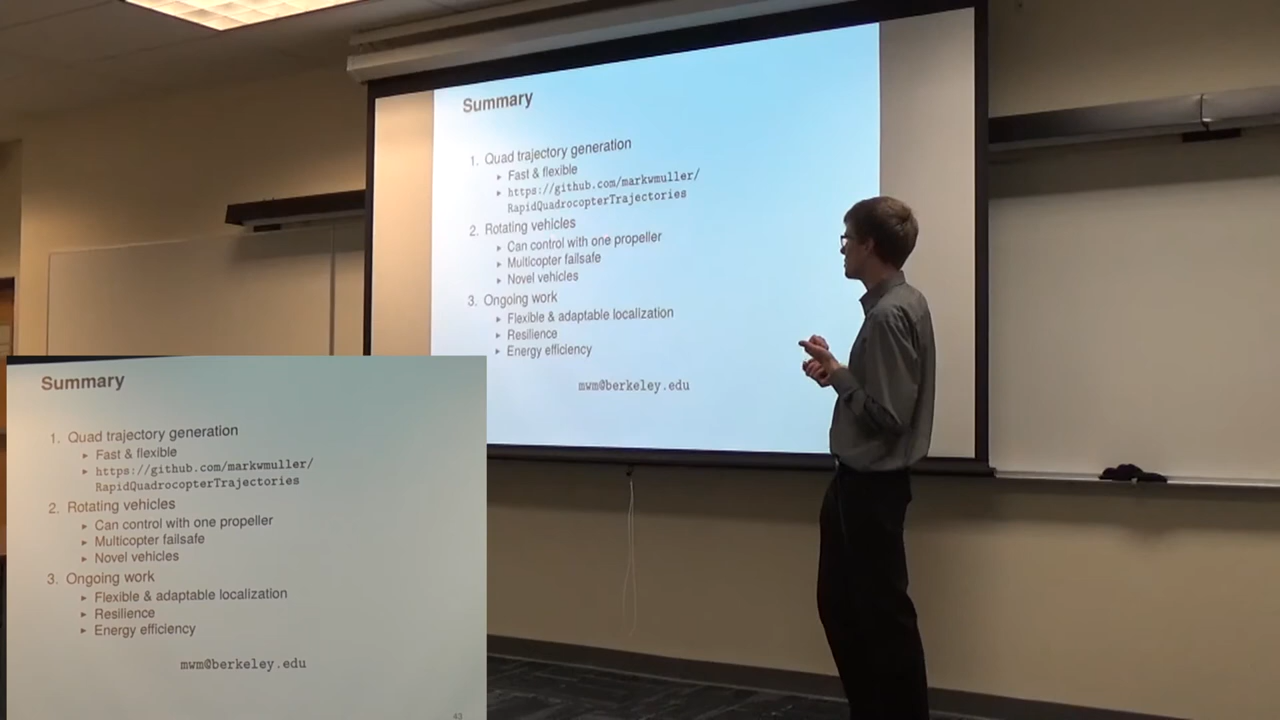 Summary
1. Quad trajectory generation
▸ Fast & flexible
▸ https://github.com/markwmuller/
RapidQuadrocopterTrajectories
2. Rotating vehicles
▸ Can control with one propeller
▸ Multicopter failsafe
▸ Novel vehicles
3. Ongoing work
▸ Flexible & adaptable localization
▸ Resilience
▸ Energy efficiency
mwm@berkeley.edu
Summary
1. Quad trajectory generation
▸ Fast & flexible
▸ https://github.com/markwmuller/
RapidQuadrocopterTrajectories
2. Rotating vehicles
▸ Can control with one propeller
▸ Multicopter failsafe
▸ Novel vehicles
3. Ongoing work
▸ Flexible & adaptable localization
▸ Resilience
▸ Energy efficiency
mwm@berkeley.edu
43